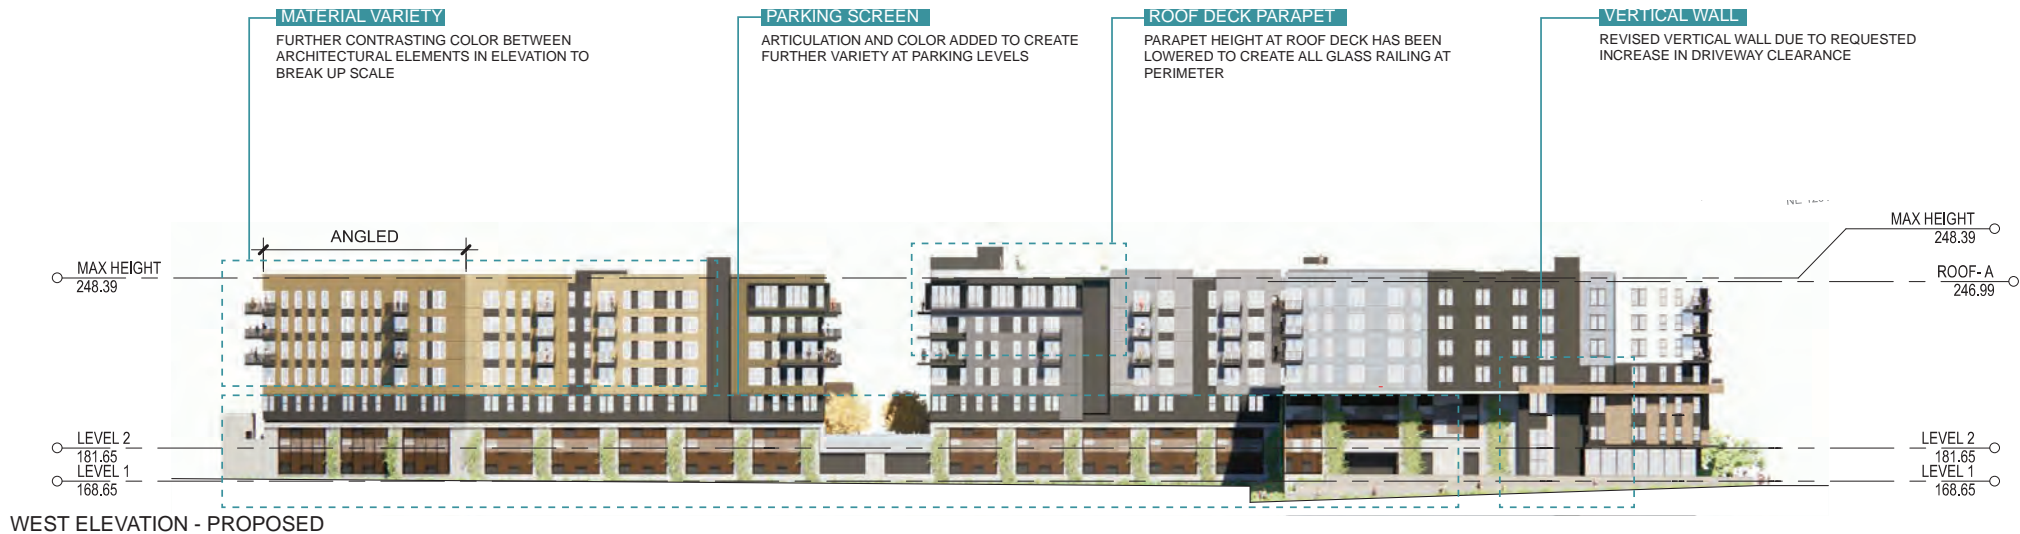 MATERIAL VARIETY
FURTHER CONTRASTING COLOR BETWEEN
ARCHITECTURAL ELEMENTS IN ELEVATION TO
BREAK UP SCALE
PARKING SCREEN
ARTICULATION AND COLOR ADDED TO CREATE
FURTHER VARIETY AT PARKING LEVELS
ROOF DECK PARAPET
PARAPET HEIGHT AT ROOF DECK HAS BEEN
LOWERED TO CREATE ALL GLASS RAILING AT
PERIMETER
VERTICAL WALL
REVISED VERTICAL WALL DUE TO REQUESTED
INCREASE IN DRIVEWAY CLEARANCE
ANGLED
MAX HEIGHT
248.39
LEVEL 2
181.65
LEVEL 1
168.65
MAX HEIGHT
248.39
ROOF- A
246.99
LEVEL 2
181.65
LEVEL 1
168.65
WEST ELEVATION - PROPOSED